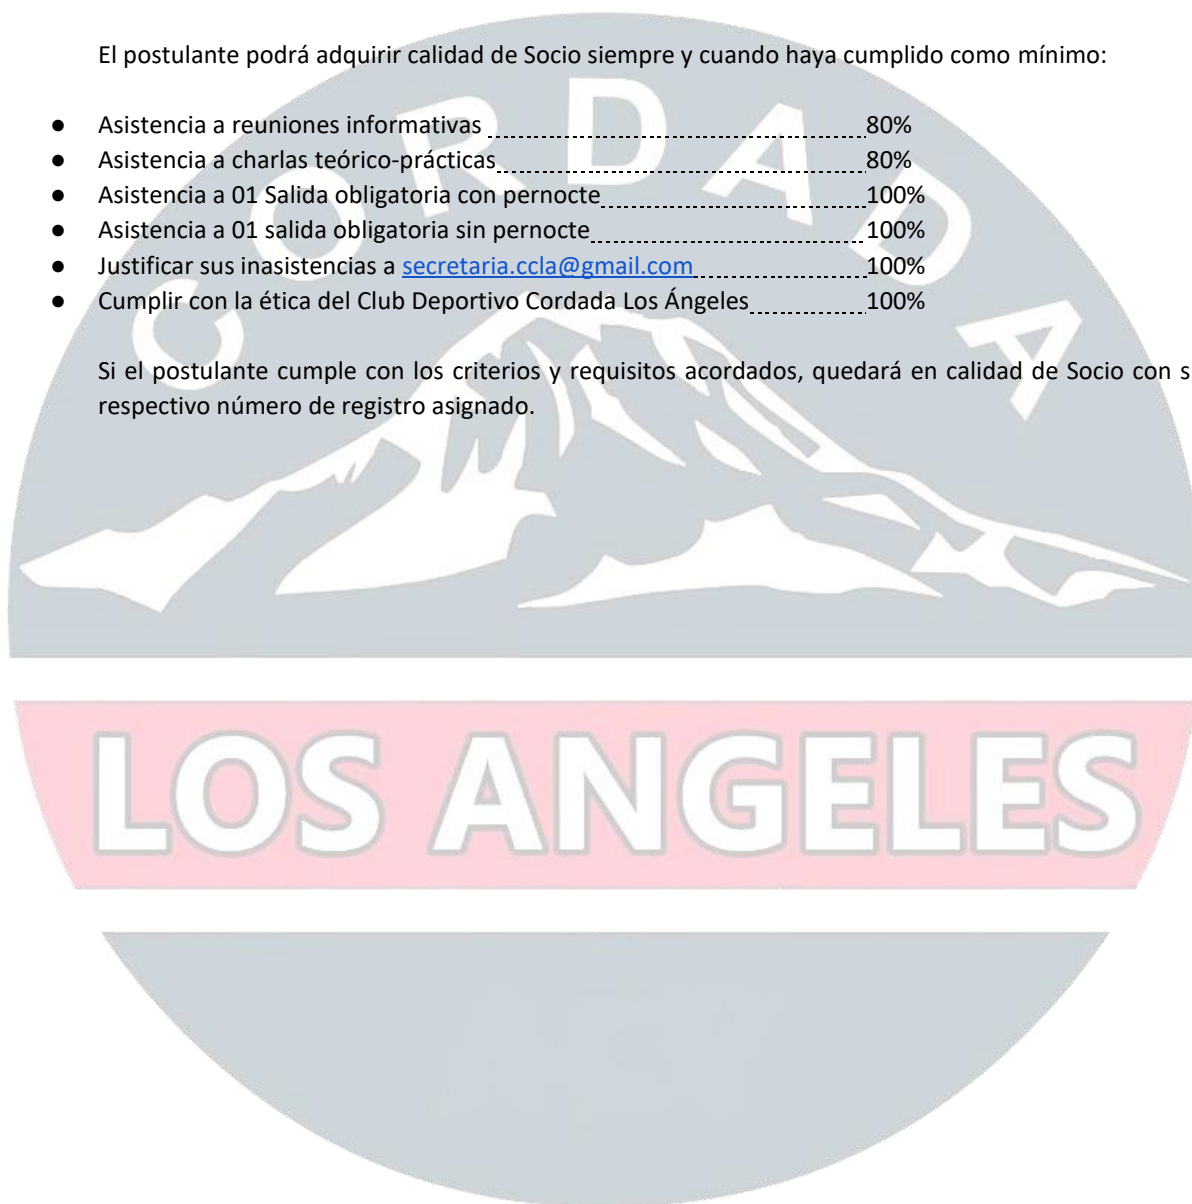 El postulante podrá adquirir calidad de Socio siempre y cuando haya cumplido como mínimo:
● Asistencia a reuniones informativas 80%
● Asistencia a charlas teórico-prácticas 80%
● Asistencia a 01 Salida obligatoria con pernocte 100%
● Asistencia a 01 salida obligatoria sin pernocte 100%
● Justificar sus inasistencias a secretaria.ccla@gmail.com 100%
● Cumplir con la ética del Club Deportivo Cordada Los Ángeles 100%
Si el postulante cumple con los criterios y requisitos acordados, quedará en calidad de Socio con s
respectivo número de registro asignado.
CORDADA
LOS ANGELES